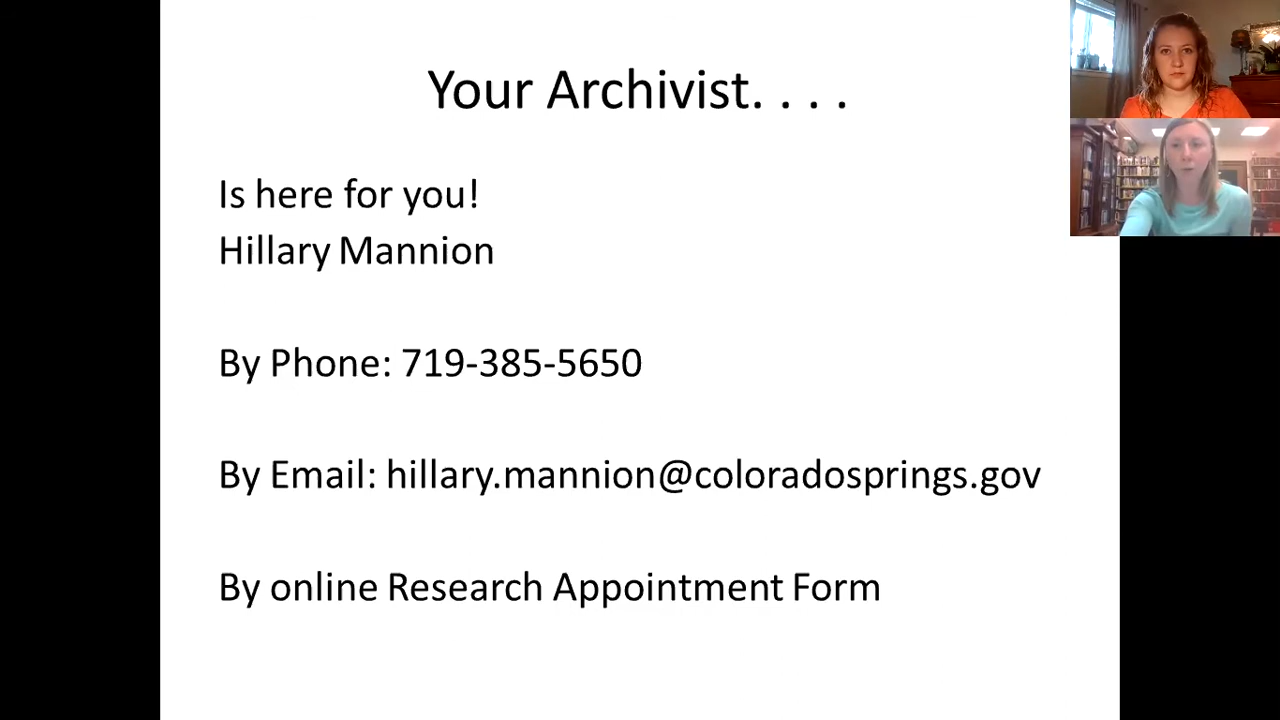 Your Archivist. . . .
Is here for you!
Hillary Mannion
By Phone: 719-385-5650
By Email: hillary.mannion@coloradosprings.gov
By online Research Appointment Form